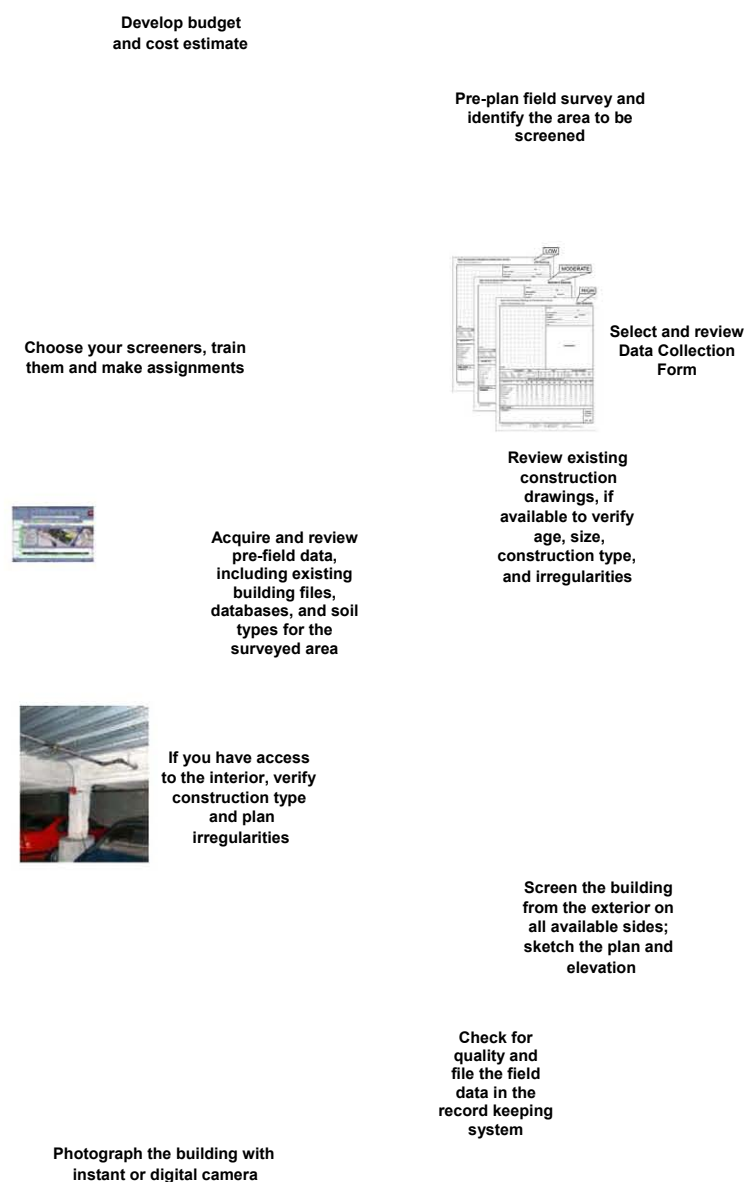 Develop budget
and cost estimate
Pre-plan field survey and
identify the area to be
screened
LOW
MODERATE
HIGH
Choose your screeners, train
them and make assignments
Select and review
Data Collection
Form
Review existing
construction
drawings, if
available to verify
age, size,
construction type,
and irregularities
Acquire and review
pre-field data,
including existing
building files,
databases, and soil
types for the
surveyed area
If you have access
to the interior, verify
construction type
and plan
irregularities
Screen the building
from the exterior on
all available sides;
sketch the plan and
elevation
Check for
quality and
file the field
data in the
record keeping
system
Photograph the building with
instant or digital camera